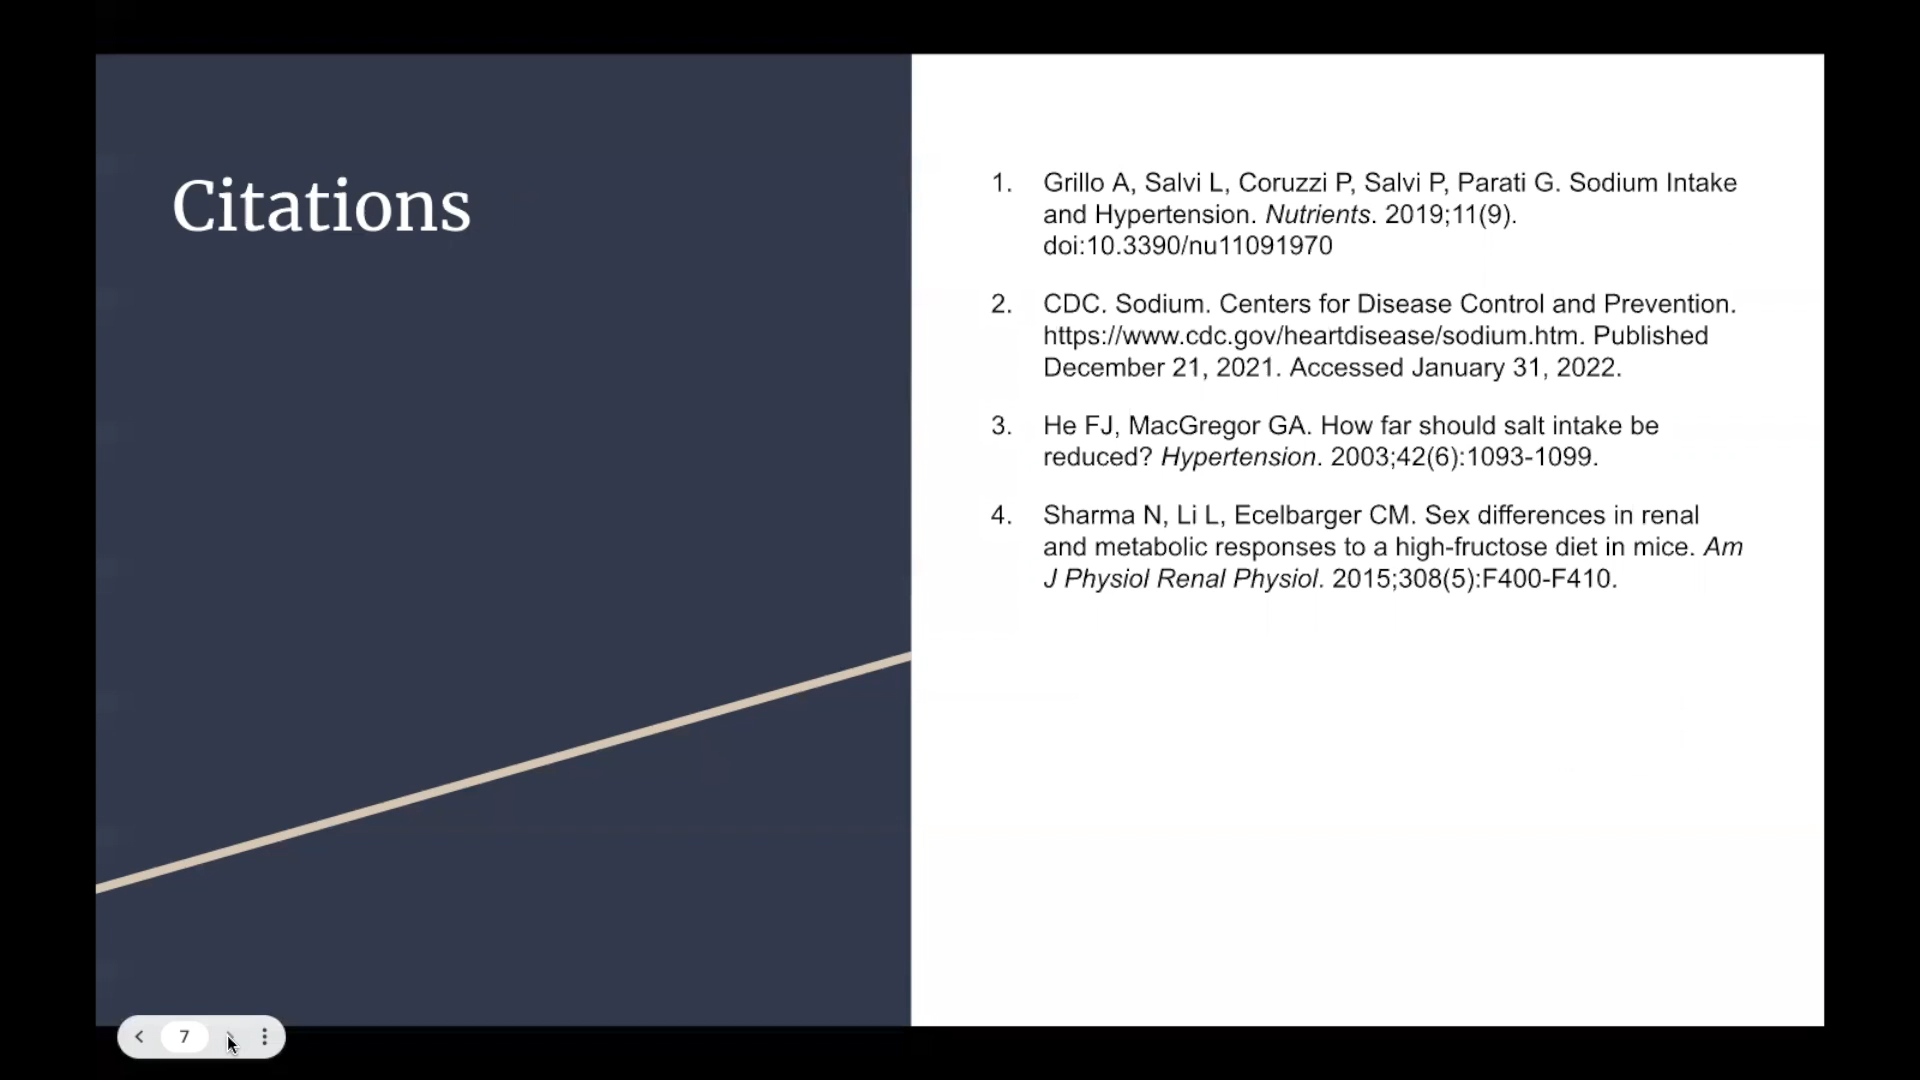 Citations
1. Grillo A, Salvi L, Coruzzi P, Salvi P, Parati G. Sodium Intake
and Hypertension. Nutrients. 2019;11(9).
doi:10.3390/nu11091970
2. CDC. Sodium. Centers for Disease Control and Prevention.
https://www.cdc.gov/heartdisease/sodium.htm. Published
December 21, 2021. Accessed January 31, 2022.
3. He FJ, MacGregor GA. How far should salt intake be
reduced? Hypertension. 2003;42(6):1093-1099.
4. Sharma N, Li L, Ecelbarger CM. Sex differences in renal
and metabolic responses to a high-fructose diet in mice. Am
J Physiol Renal Physiol. 2015;308(5):F400-F410.
7